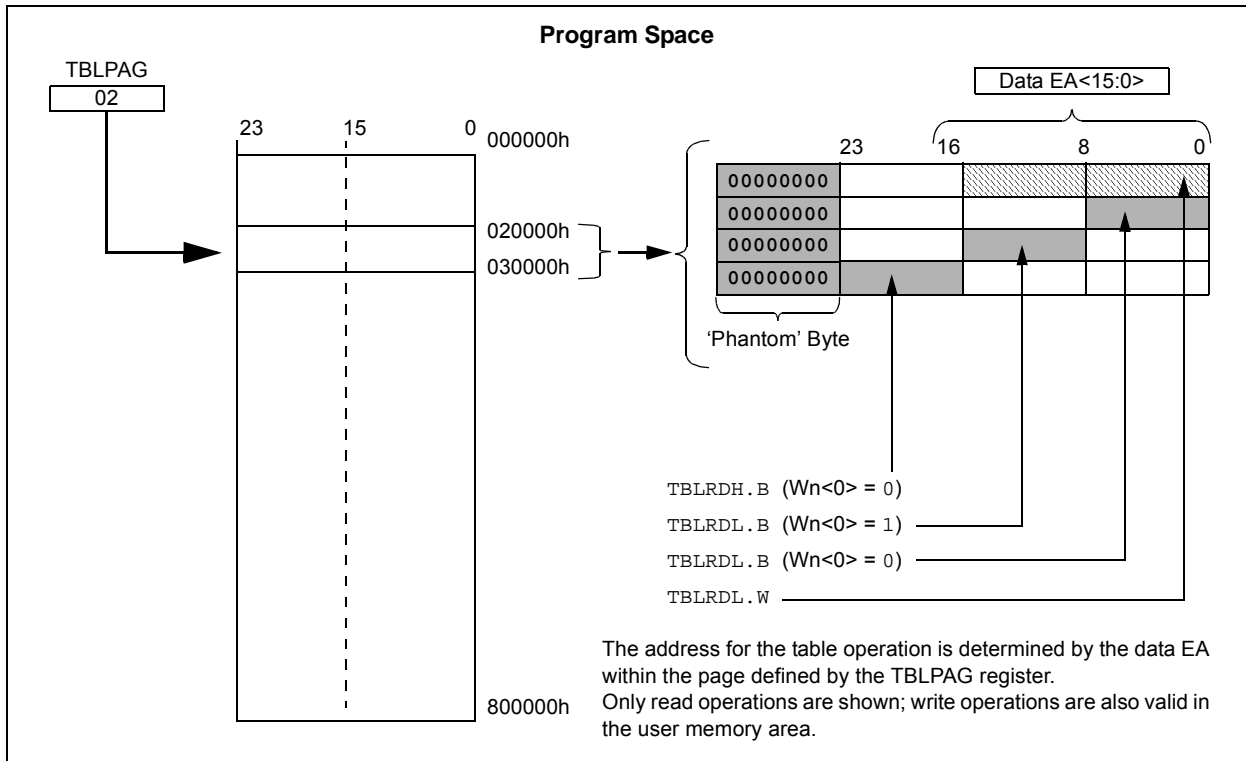 Program Space
TBLPAG
02
Data EA<15:0>
23 15 0
000000h
020000h
030000h
800000h
23 16 8 0
00000000
00000000
00000000
00000000
‘Phantom’ Byte
TBLRDH.B (Wn<0> = 0)
TBLRDL.B (Wn<0> = 1)
TBLRDL.B (Wn<0> = 0)
TBLRDL.W
The address for the table operation is determined by the data EA
within the page defined by the TBLPAG register.
Only read operations are shown; write operations are also valid in
the user memory area.